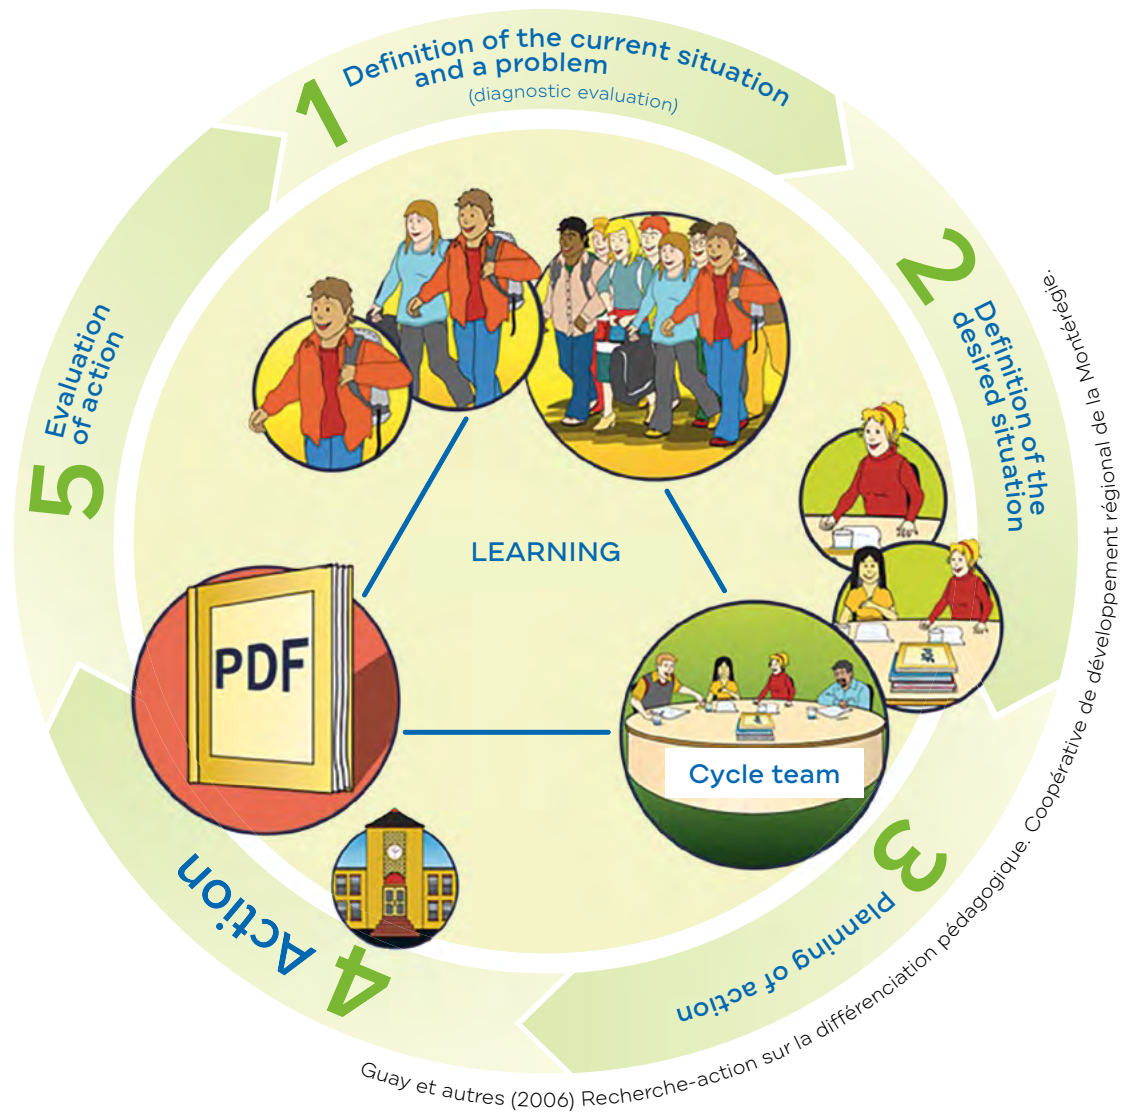 1
Definition of the current situation
and a problem
(diagnostic evaluation)
2
Definition of the
desired situation
3
Planning of action
4
Action
5
Evaluation
of action
LEARNING
PDF
Cycle team
Guay et autres (2006) Recherche-action sur la différenciation pédagogique. Coopérative de développement régional de la Montérégie.